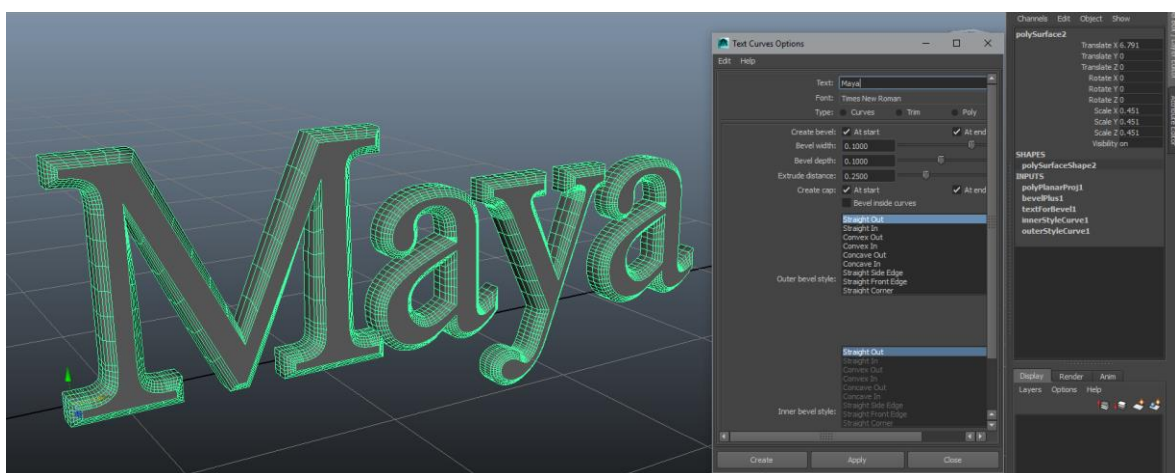 Maya
Text Curves Options
Edit Help
Text: Maya
Font: Times New Roman
Type: Curves Trim Poly
Create bevel: At start At end
Bevel width: 0.1000
Bevel depth: 0.1000
Extrude distance: 0.2500
Create cap: At start At end
Bevel inside curves
Outer bevel style:
Straight Out
Straight In
Convex Out
Convex In
Concave Out
Concave In
Straight Side Edge
Straight Front Edge
Straight Corner
Inner bevel style:
Straight Out
Straight In
Convex Out
Convex In
Concave Out
Concave In
Straight Side Edge
Straight Front Edge
Straight Corner
Create Apply Close
Channels Edit Object Show
polySurface2
Translate X 6.791
Translate Y 0
Translate Z 0
Rotate X 0
Rotate Y 0
Rotate Z 0
Scale X 0.451
Scale Y 0.451
Scale Z 0.451
Visibility on
SHAPES
polySurfaceShape2
INPUTS
polyPlanarProj1
bevelPlus1
textForBevel1
innerStyleCurve1
outerStyleCurve1
Display Render Anim
Layers Options Help